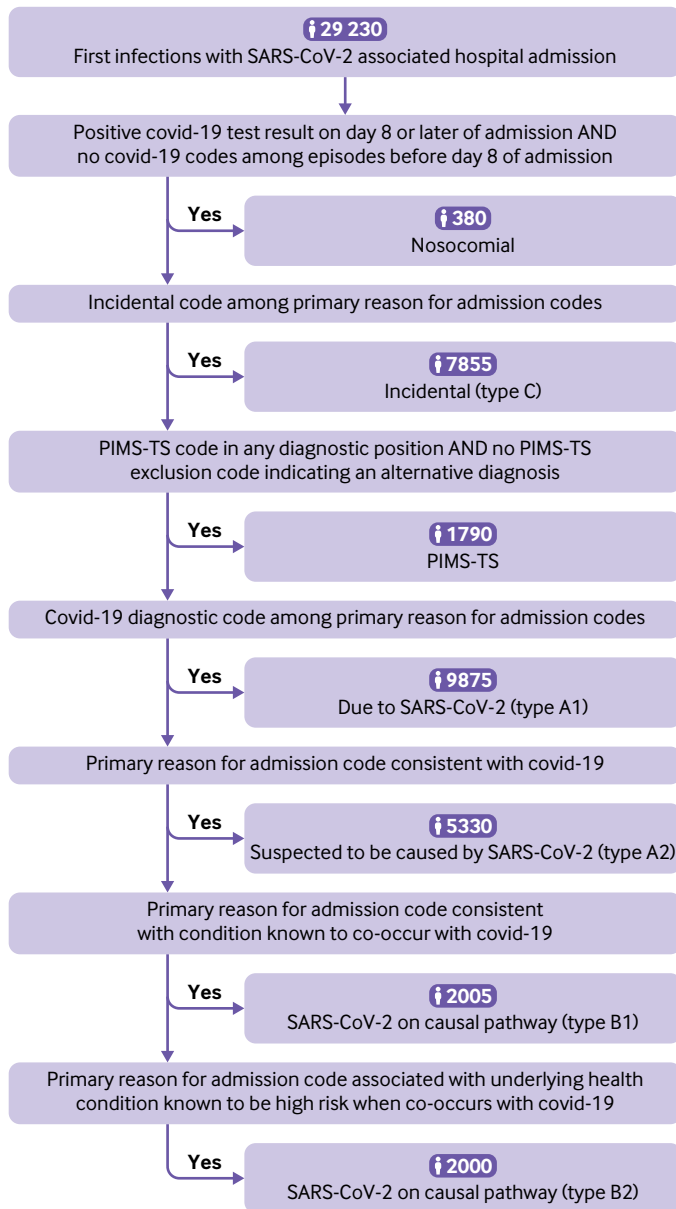 29 230
First infections with SARS-CoV-2 associated hospital admission
Positive covid-19 test result on day 8 or later of admission AND
no covid-19 codes among episodes before day 8 of admission
Yes
380
Nosocomial
Incidental code among primary reason for admission codes
Yes
7855
Incidental (type C)
PIMS-TS code in any diagnostic position AND no PIMS-TS
exclusion code indicating an alternative diagnosis
Yes
1790
PIMS-TS
Covid-19 diagnostic code among primary reason for admission codes
Yes
9875
Due to SARS-CoV-2 (type A1)
Primary reason for admission code consistent with covid-19
Yes
5330
Suspected to be caused by SARS-CoV-2 (type A2)
Primary reason for admission code consistent
with condition known to co-occur with covid-19
Yes
2005
SARS-CoV-2 on causal pathway (type B1)
Primary reason for admission code associated with underlying health
condition known to be high risk when co-occurs with covid-19
Yes
2000
SARS-CoV-2 on causal pathway (type B2)